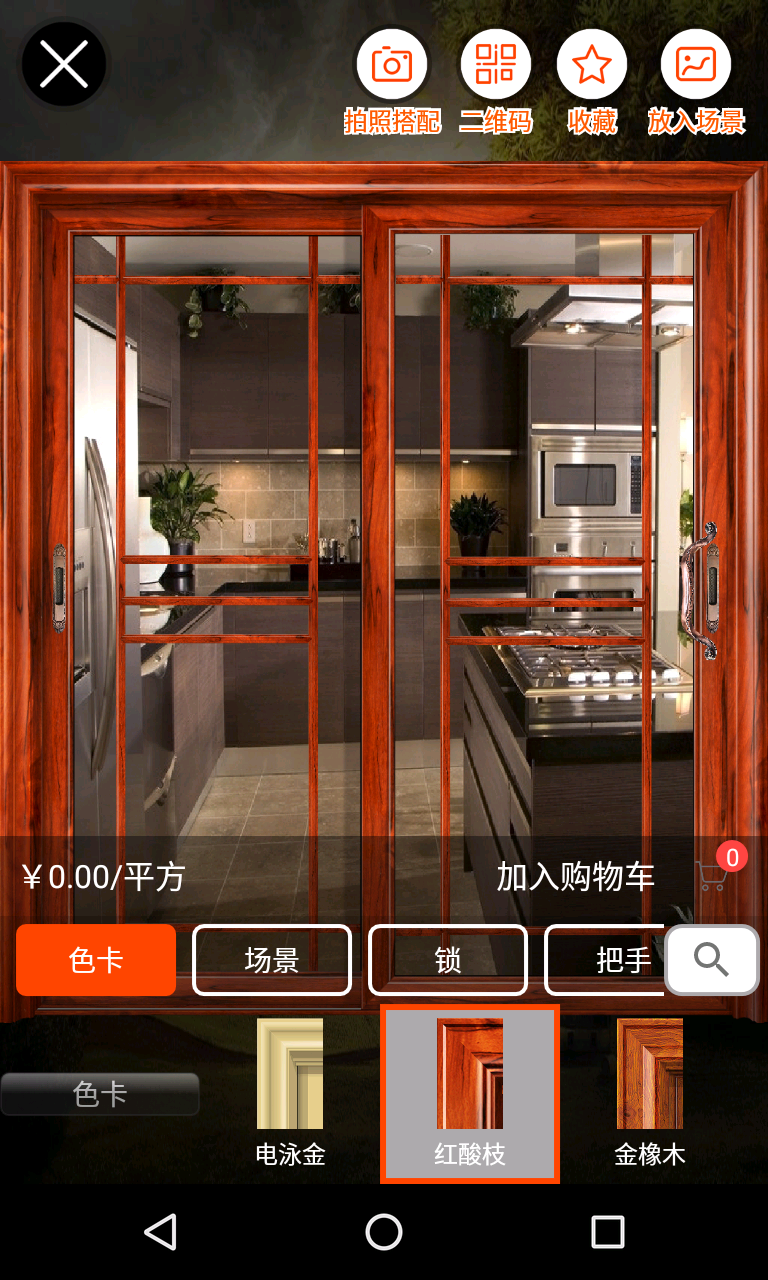 拍照搭配 二维码 收藏 放入场景
￥0.00/平方 加入购物车 0
色卡 场景 锁 把手
色卡
电泳金 红酸枝 金橡木